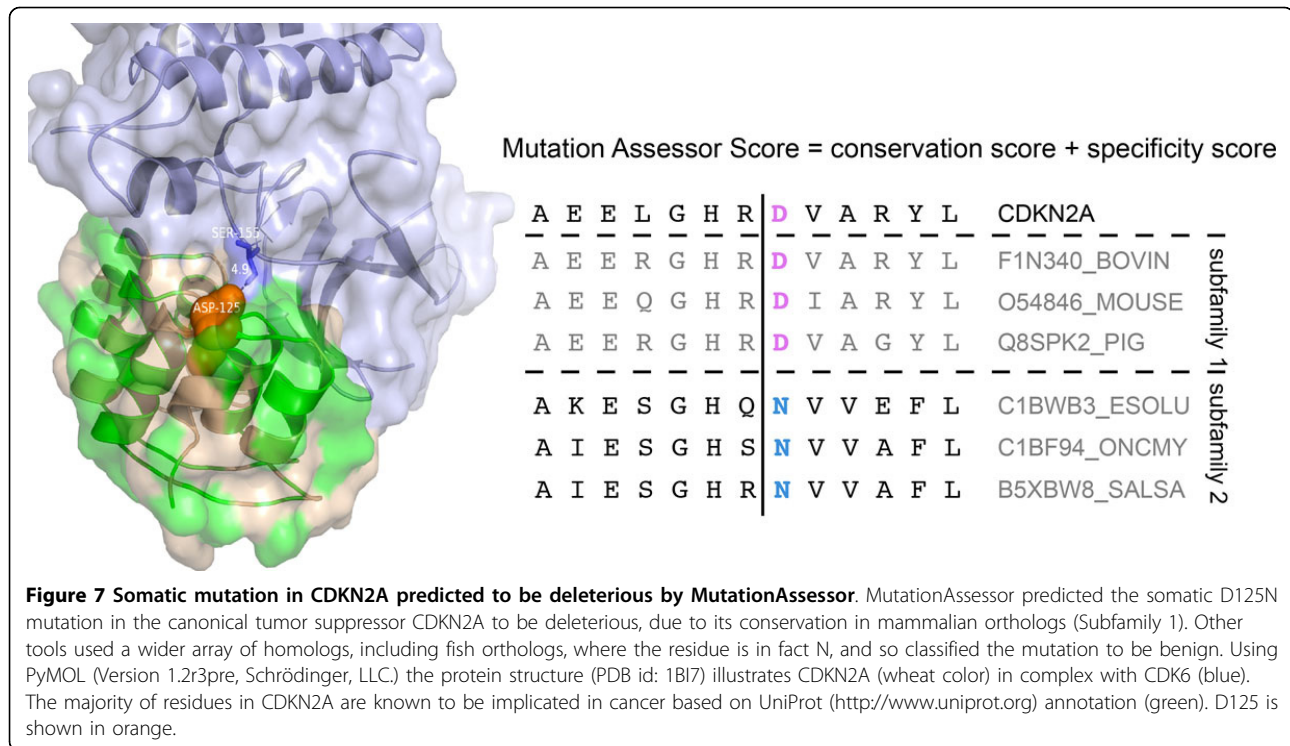 SER-155
4.9
ASP-125
Mutation Assessor Score = conservation score + specificity score
A E E L G H R D V A R Y L CDKN2A
A E E R G H R D V A R Y L F1N340_BOVIN
A E E Q G H R D I A R Y L O54846_MOUSE
A E E R G H R D V A G Y L Q8SPK2_PIG
A K E S G H Q N V V E F L C1BWB3_ESOLU
A I E S G H S N V V A F L C1BF94_ONCMY
A I E S G H R N V V A F L B5XBW8_SALSA
subfamily 1| subfamily 2
Figure 7 Somatic mutation in CDKN2A predicted to be deleterious by MutationAssessor. MutationAssessor predicted the somatic D125N
mutation in the canonical tumor suppressor CDKN2A to be deleterious, due to its conservation in mammalian orthologs (Subfamily 1). Other
tools used a wider array of homologs, including fish orthologs, where the residue is in fact N, and so classified the mutation to be benign. Using
PyMOL (Version 1.2r3pre, Schrödinger, LLC.) the protein structure (PDB id: 1BI7) illustrates CDKN2A (wheat color) in complex with CDK6 (blue).
The majority of residues in CDKN2A are known to be implicated in cancer based on UniProt (http://www.uniprot.org) annotation (green). D125 is
shown in orange.